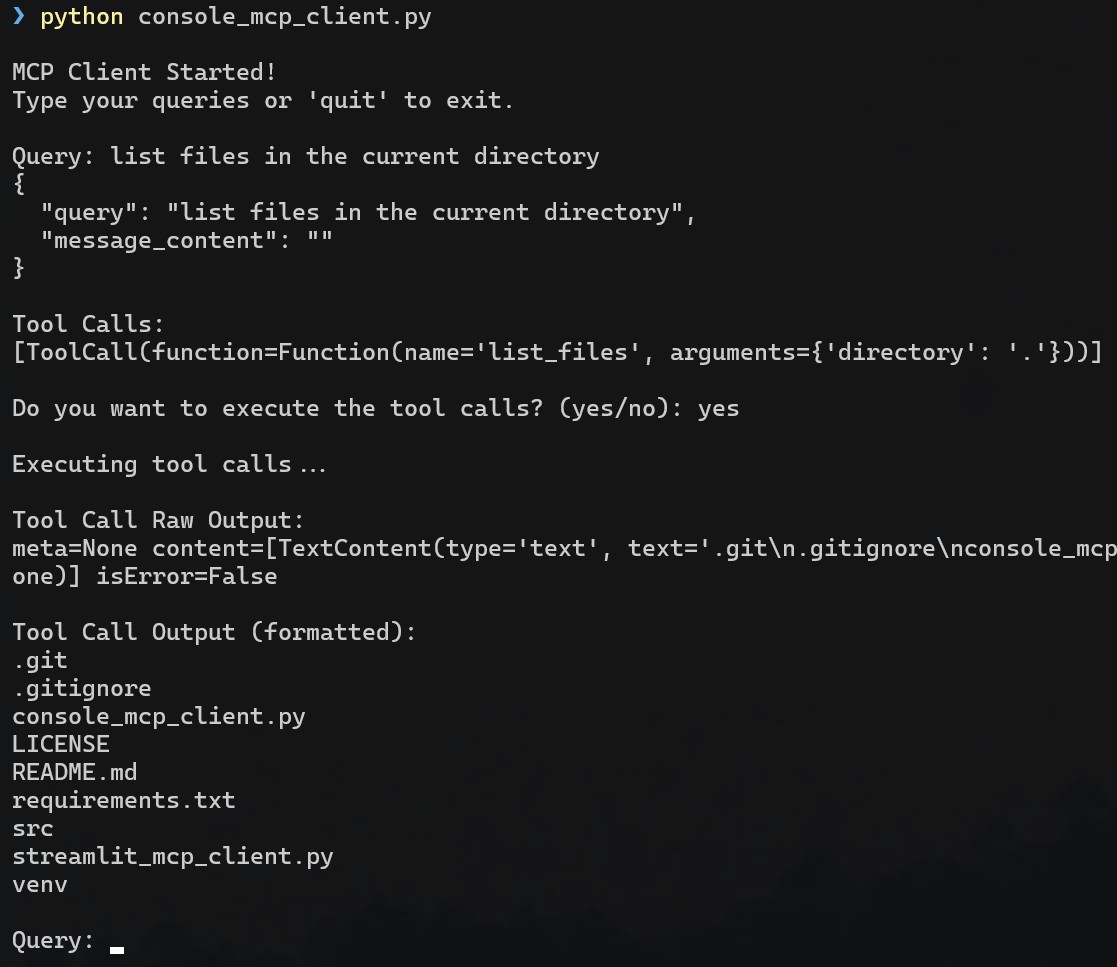 ❯ python console_mcp_client.py
MCP Client Started!
Type your queries or 'quit' to exit.
Query: list files in the current directory
{
  "query": "list files in the current directory",
  "message_content": ""
}
Tool Calls:
[ToolCall(function=Function(name='list_files', arguments={'directory': '.'}))]
Do you want to execute the tool calls? (yes/no): yes
Executing tool calls...
Tool Call Raw Output:
meta=None content=[TextContent(type='text', text='.git\n.gitignore\nconsole_mcp
one)] isError=False
Tool Call Output (formatted):
.git
.gitignore
console_mcp_client.py
LICENSE
README.md
requirements.txt
src
streamlit_mcp_client.py
venv
Query: